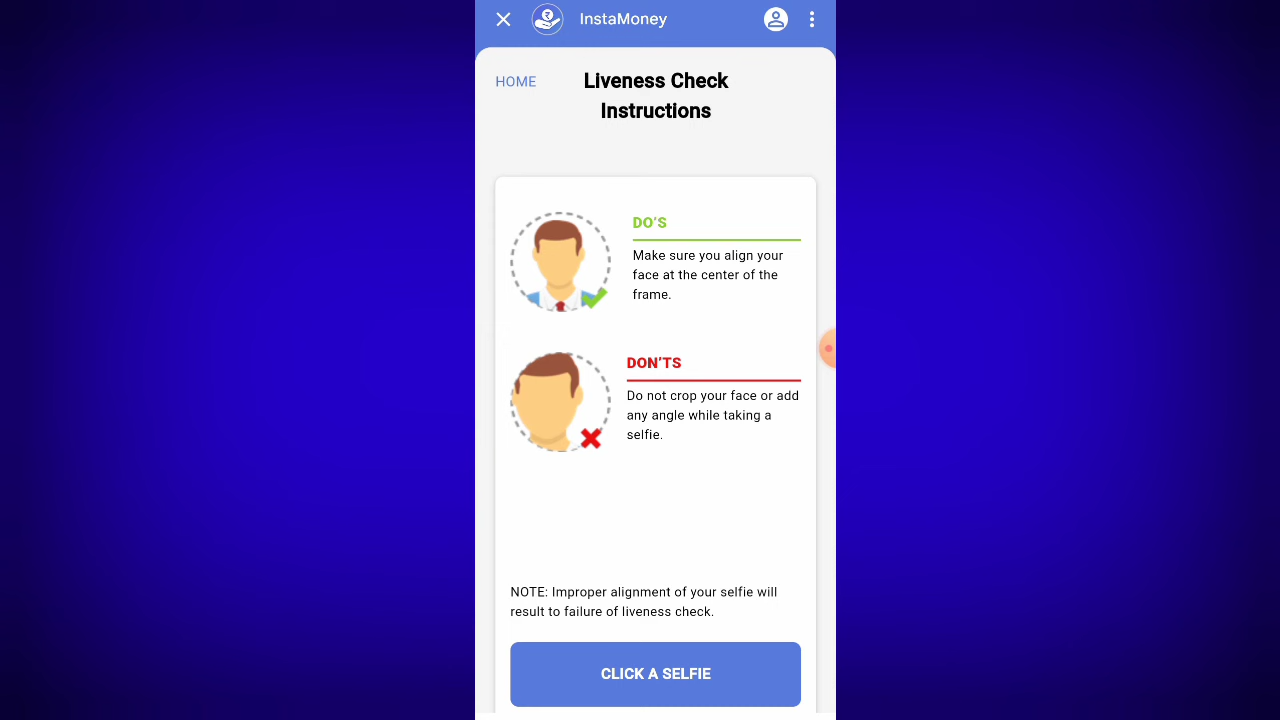 InstaMoney
HOME
Liveness Check
Instructions
DO'S
Make sure you align your
face at the center of the
frame.
DON'TS
Do not crop your face or add
any angle while taking a
selfie.
NOTE: Improper alignment of your selfie will
result to failure of liveness check.
CLICK A SELFIE